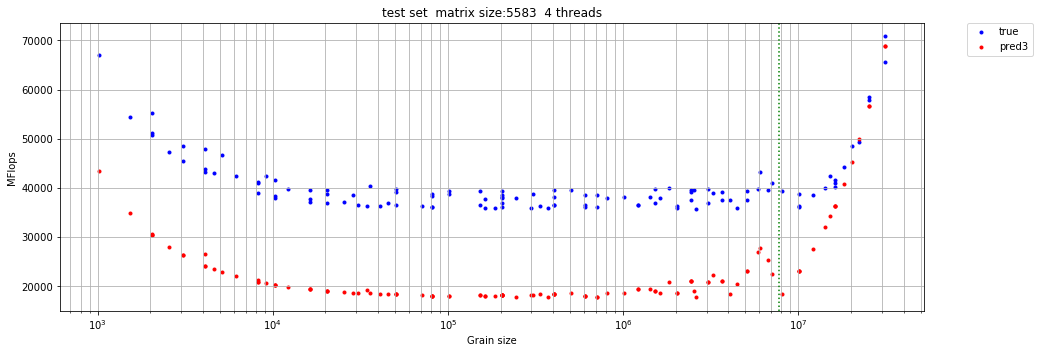 test set  matrix size:5583  4 threads
true
pred3
70000
60000
50000
40000
30000
20000
MFlops
10³
10⁴
10⁵
10⁶
10⁷
Grain size